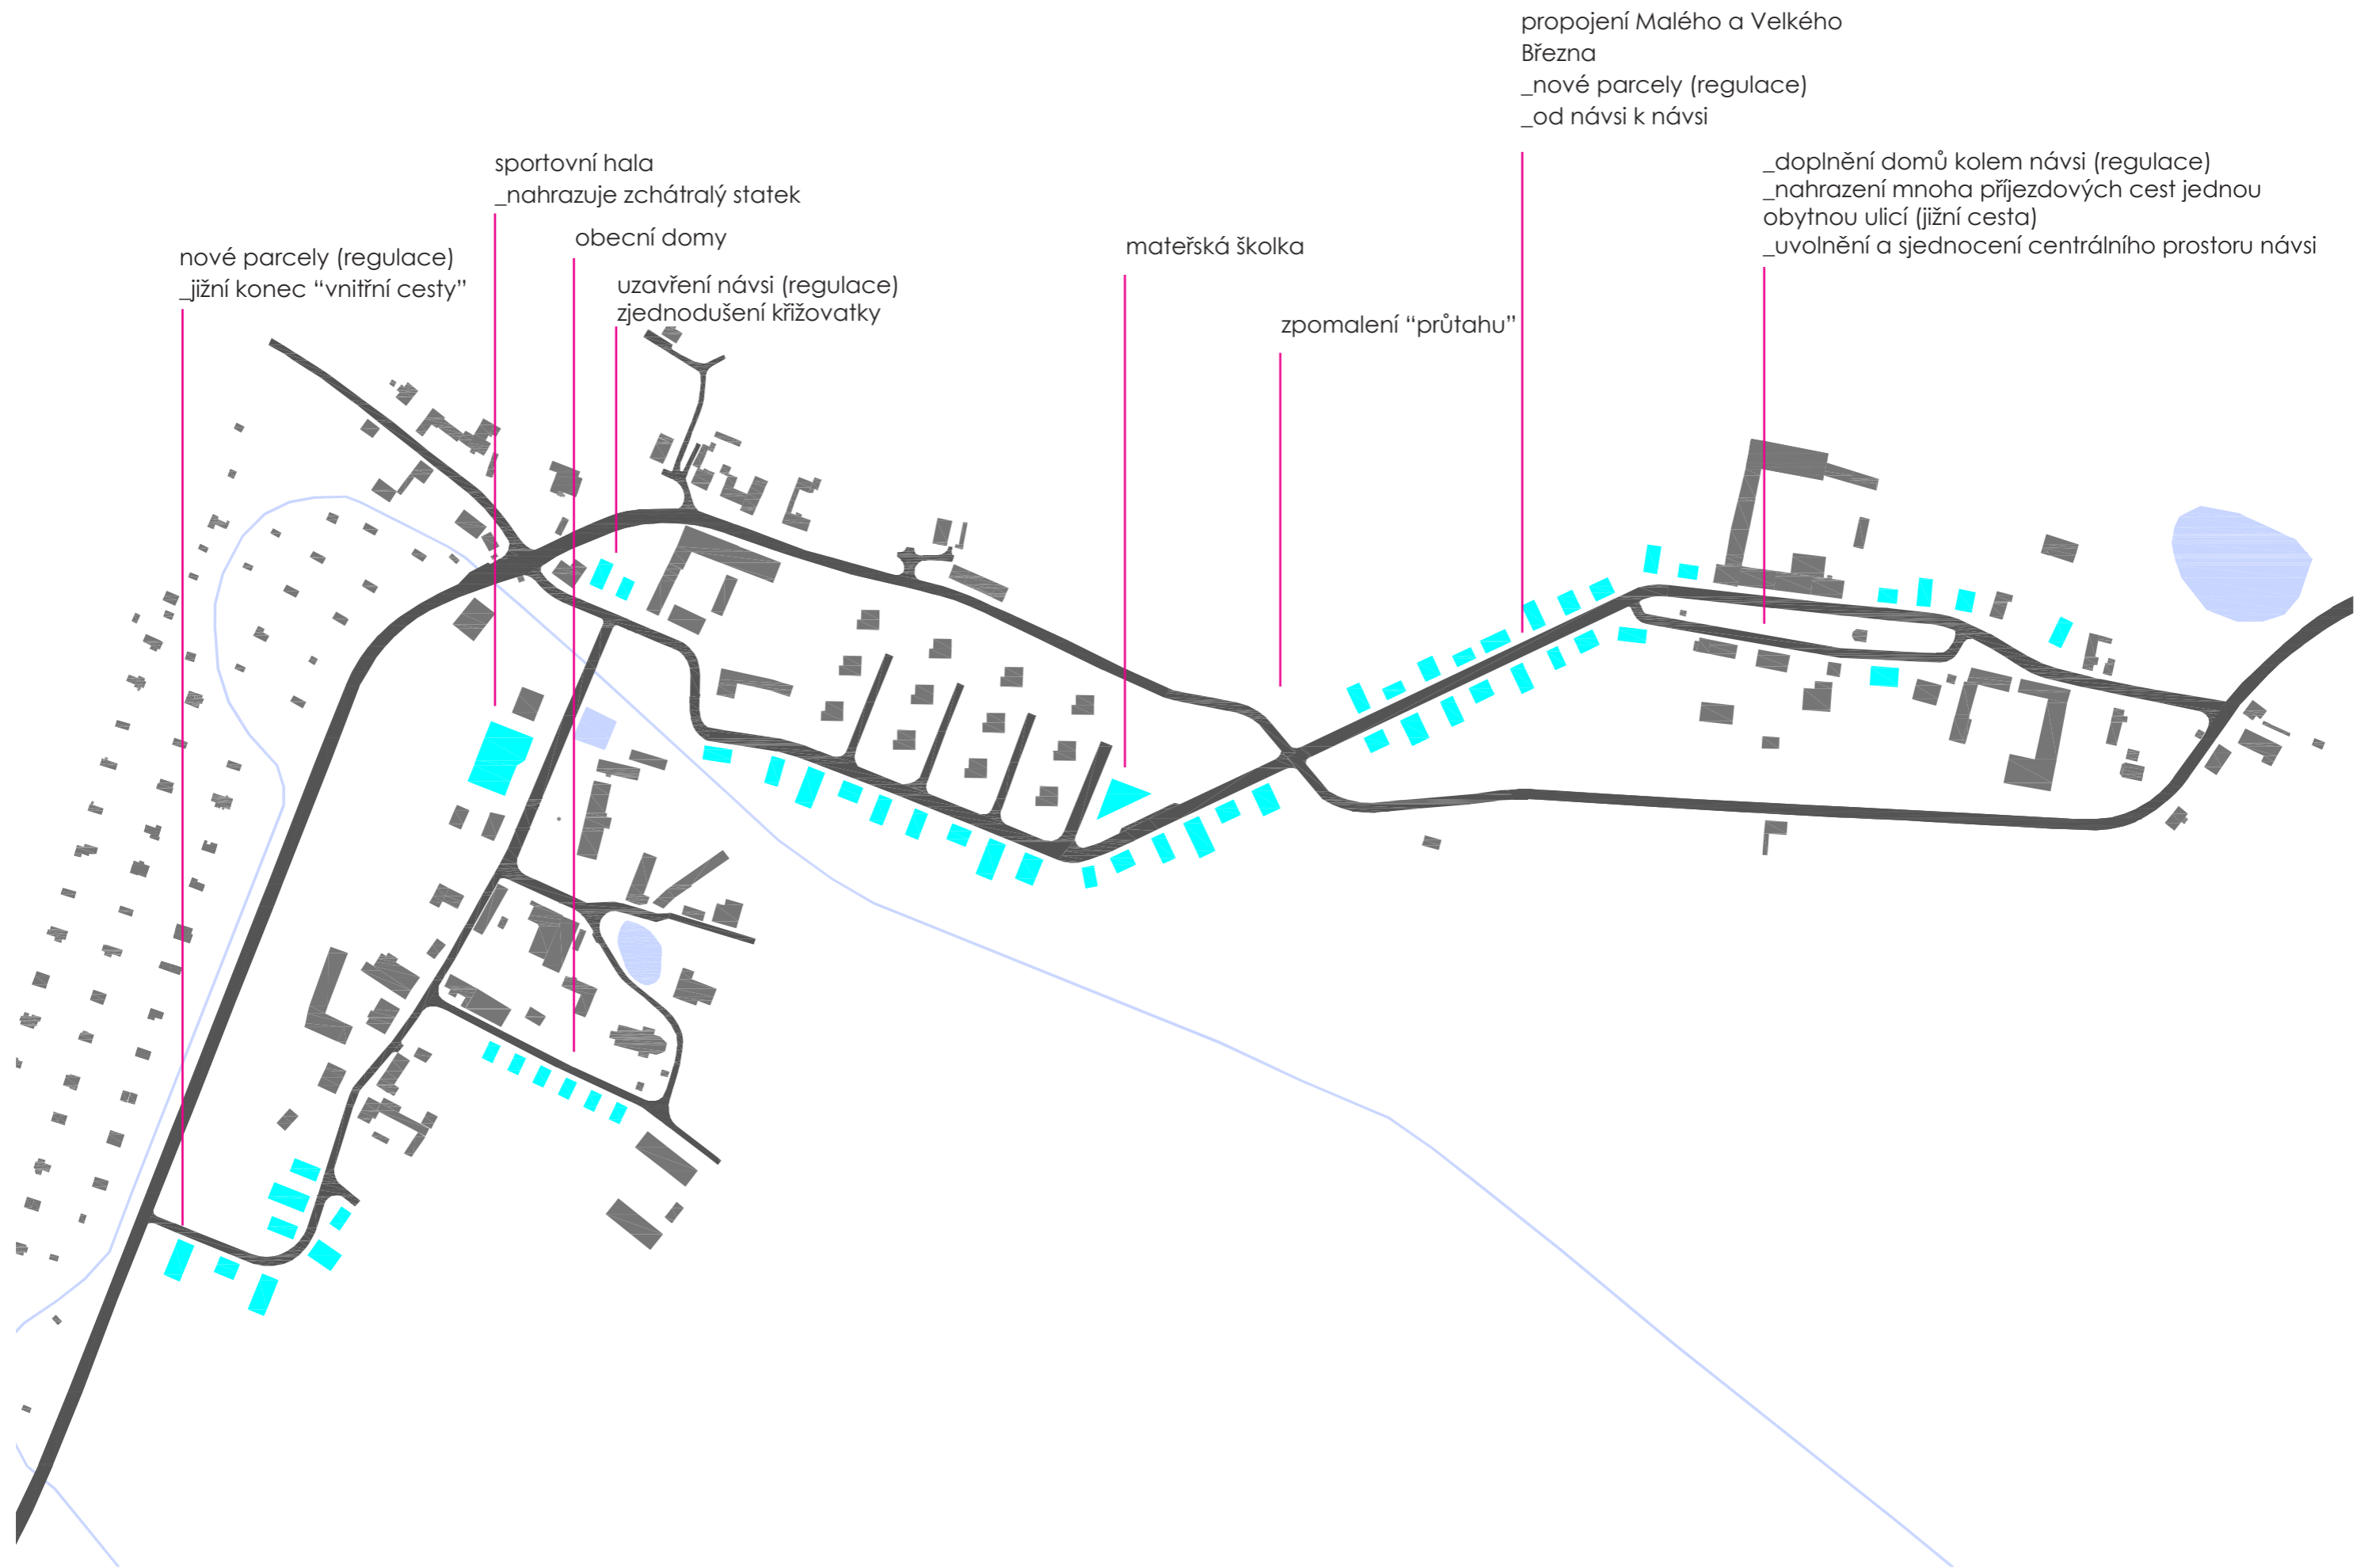 propojení Malého a Velkého
Března
_nové parcely (regulace)
_od návsi k návsi
sportovní hala
_nahrazuje zchátralý statek
_doplnění domů kolem návsi (regulace)
_nahrazení mnoha příjezdových cest jednou
obytnou ulicí (jižní cesta)
_uvolnění a sjednocení centrálního prostoru návsi
obecní domy
mateřská školka
nové parcely (regulace)
_jižní konec “vnitřní cesty”
uzavření návsi (regulace)
zjednodušení křižovatky
zpomalení “průtahu”